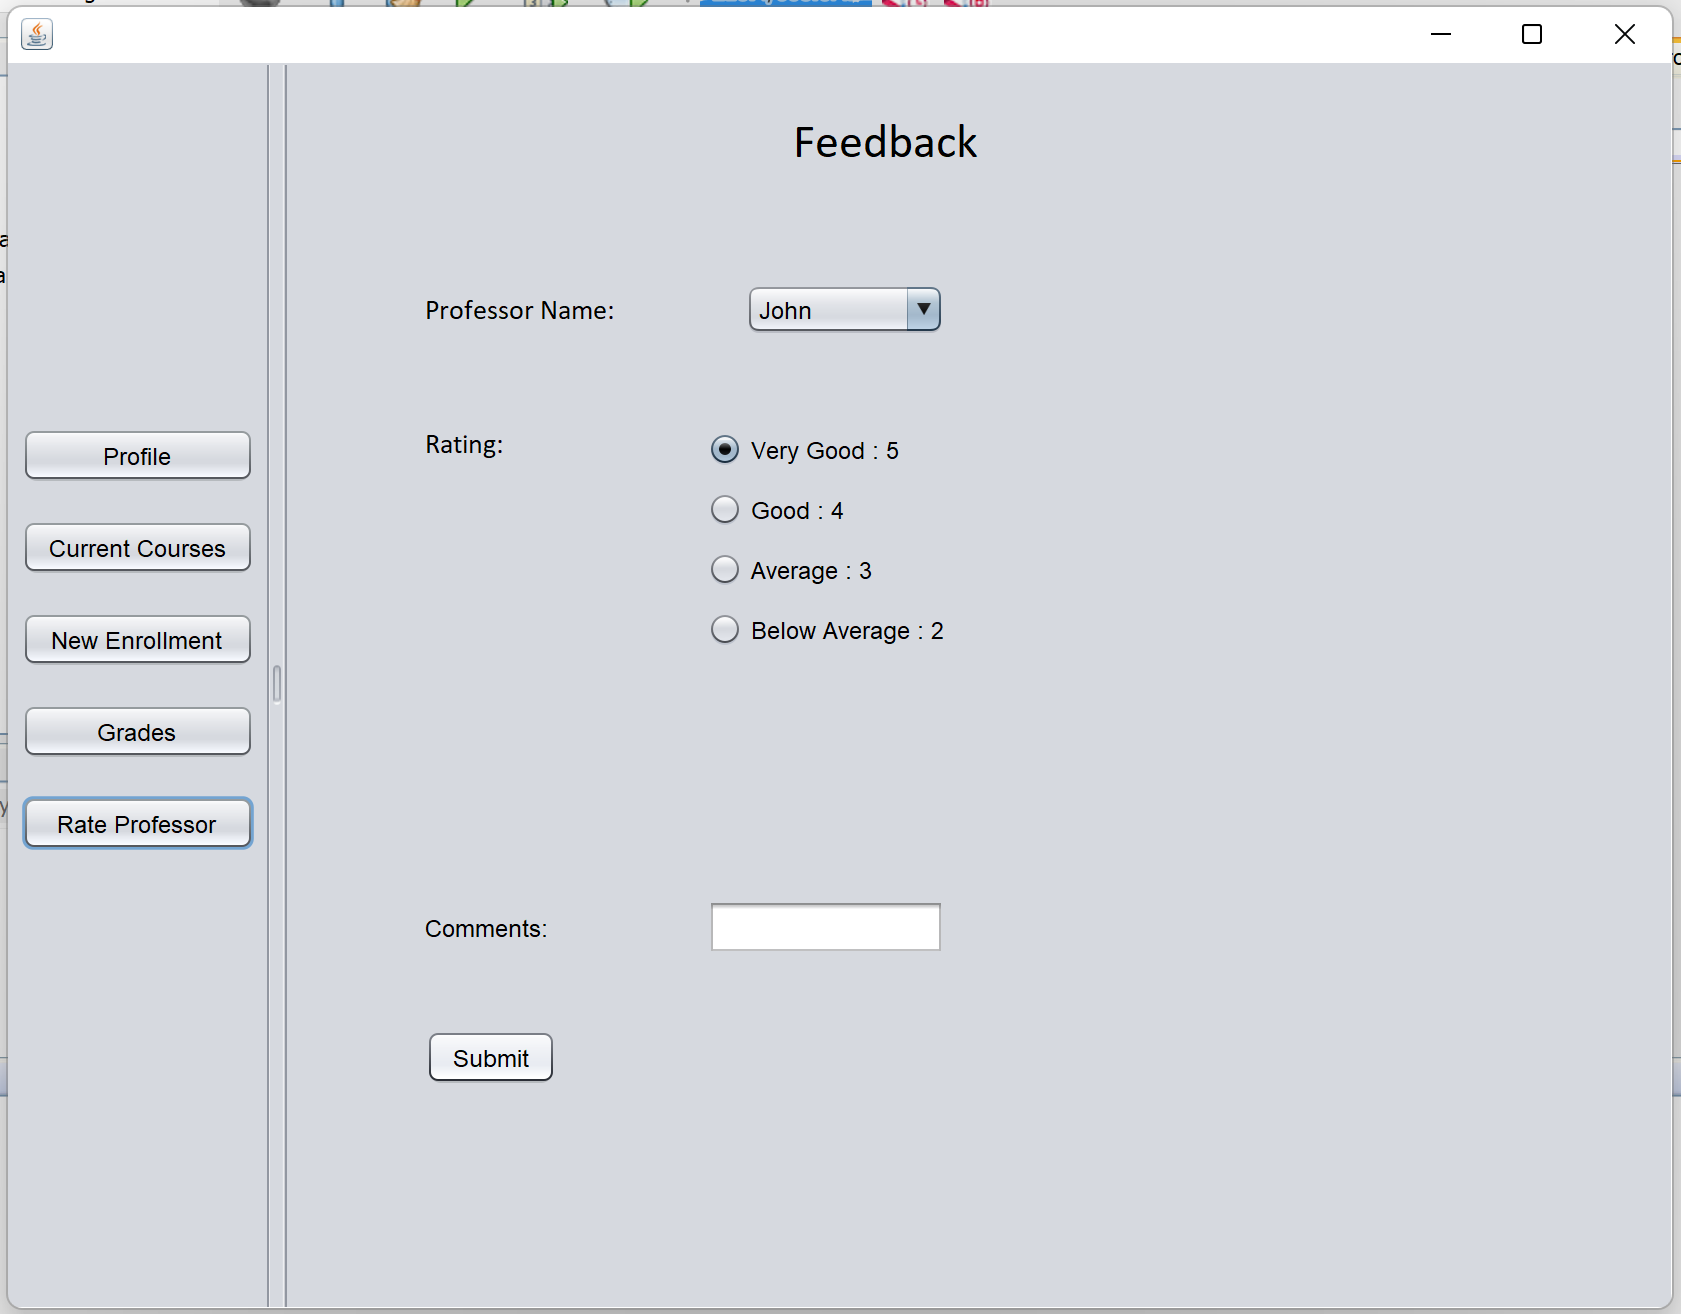 Feedback
Professor Name:
John
Rating:
Very Good : 5
Good : 4
Average : 3
Below Average : 2
Profile
Current Courses
New Enrollment
Grades
Rate Professor
Comments:
Submit